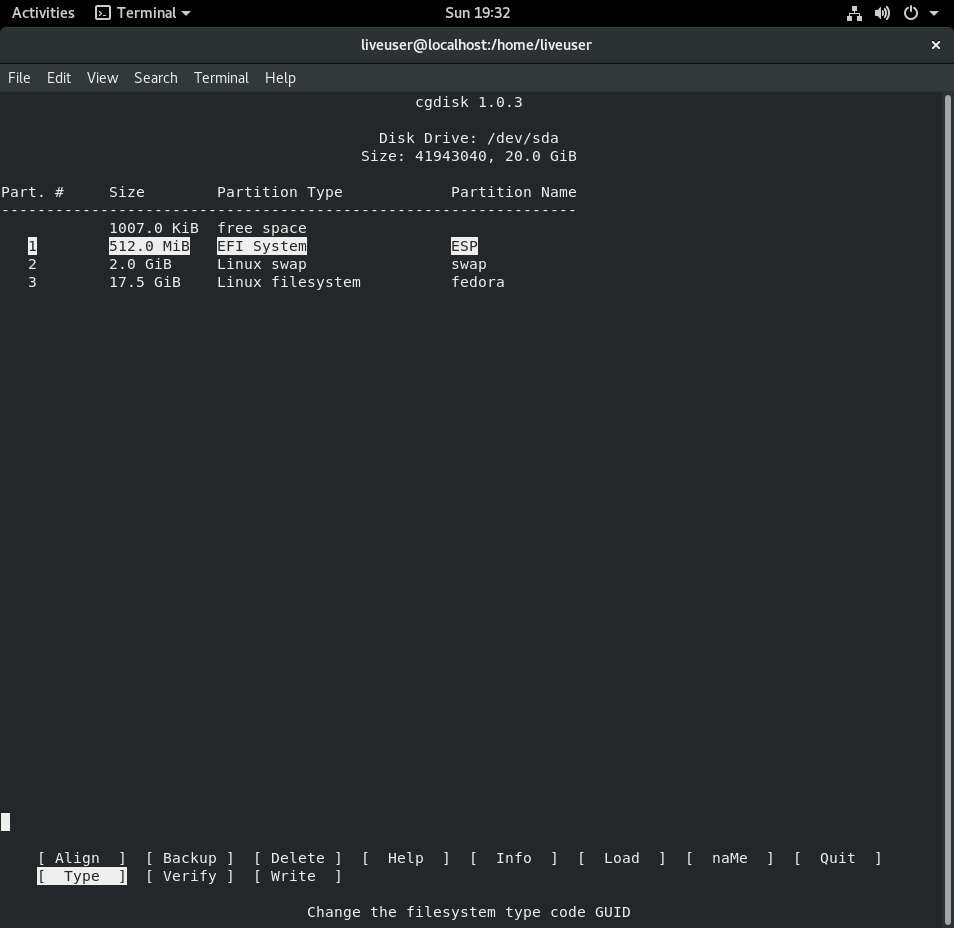 Activities Terminal Sun 19:32
liveuser@localhost:/home/liveuser
File Edit View Search Terminal Help
cgdisk 1.0.3
Disk Drive: /dev/sda
Size: 41943040, 20.0 GiB
Part. # Size Partition Type Partition Name
----------------------------------------------------------------
1007.0 KiB free space
1 512.0 MiB EFI System ESP
2 2.0 GiB Linux swap swap
3 17.5 GiB Linux filesystem fedora
[ Align ] [ Backup ] [ Delete ] [ Help ] [ Info ] [ Load ] [ naMe ] [ Quit ]
[ Type ] [ Verify ] [ Write ]
Change the filesystem type code GUID